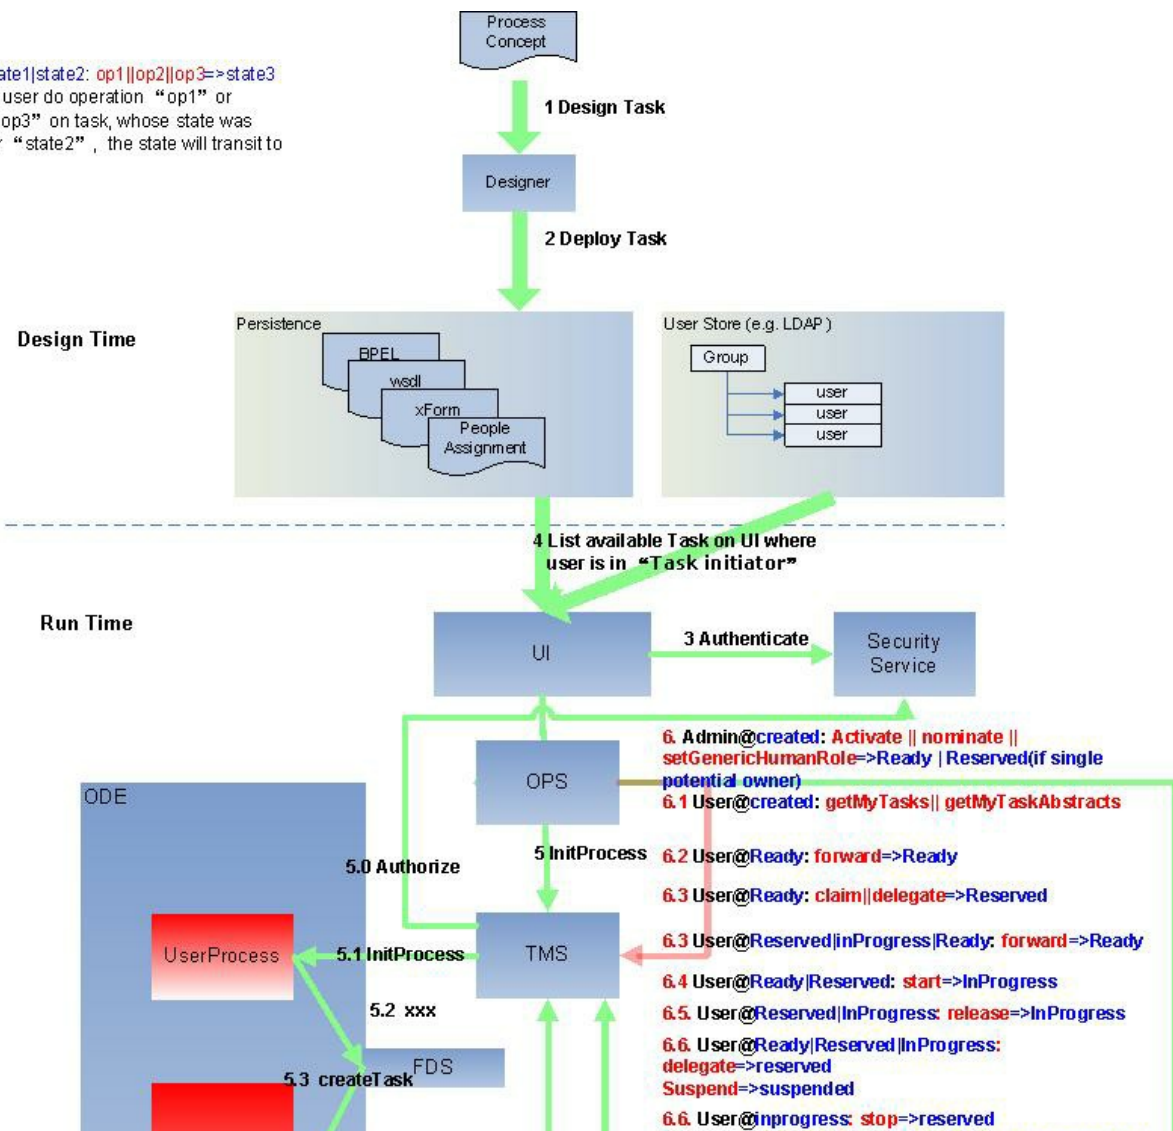 Process
Concept
ate1|state2: op1||op2||op3=>state3
user do operation “op1” or
op3” on task, whose state was
“state2” , the state will transit to
1 Design Task
Designer
2 Deploy Task
Design Time
Persistence
BPEL
wsdl
xForm
People
Assignment
User Store (e.g. LDAP)
Group
user
user
user
4 List available Task on UI where
user is in “Task initiator”
Run Time
UI
3 Authenticate
Security
Service
OPS
6. Admin@created: Activate || nominate ||
setGenericHumanRole=>Ready | Reserved(if single
potential owner)
6.1 User@created: getMyTasks|| getMyTaskAbstracts
ODE
5 InitProcess
6.2 User@Ready: forward=>Ready
5.0 Authorize
6.3 User@Ready: claim||delegate=>Reserved
UserProcess
5.1 InitProcess
TMS
6.3 User@Reserved|inProgress|Ready: forward=>Ready
6.4 User@Ready|Reserved: start=>InProgress
5.2 xxx
6.5. User@Reserved|InProgress: release=>InProgress
6.6. User@Ready|Reserved|InProgress:
delegate=>reserved
Suspend=>suspended
FDS
5.3 createTask
6.6. User@inprogress: stop=>reserved